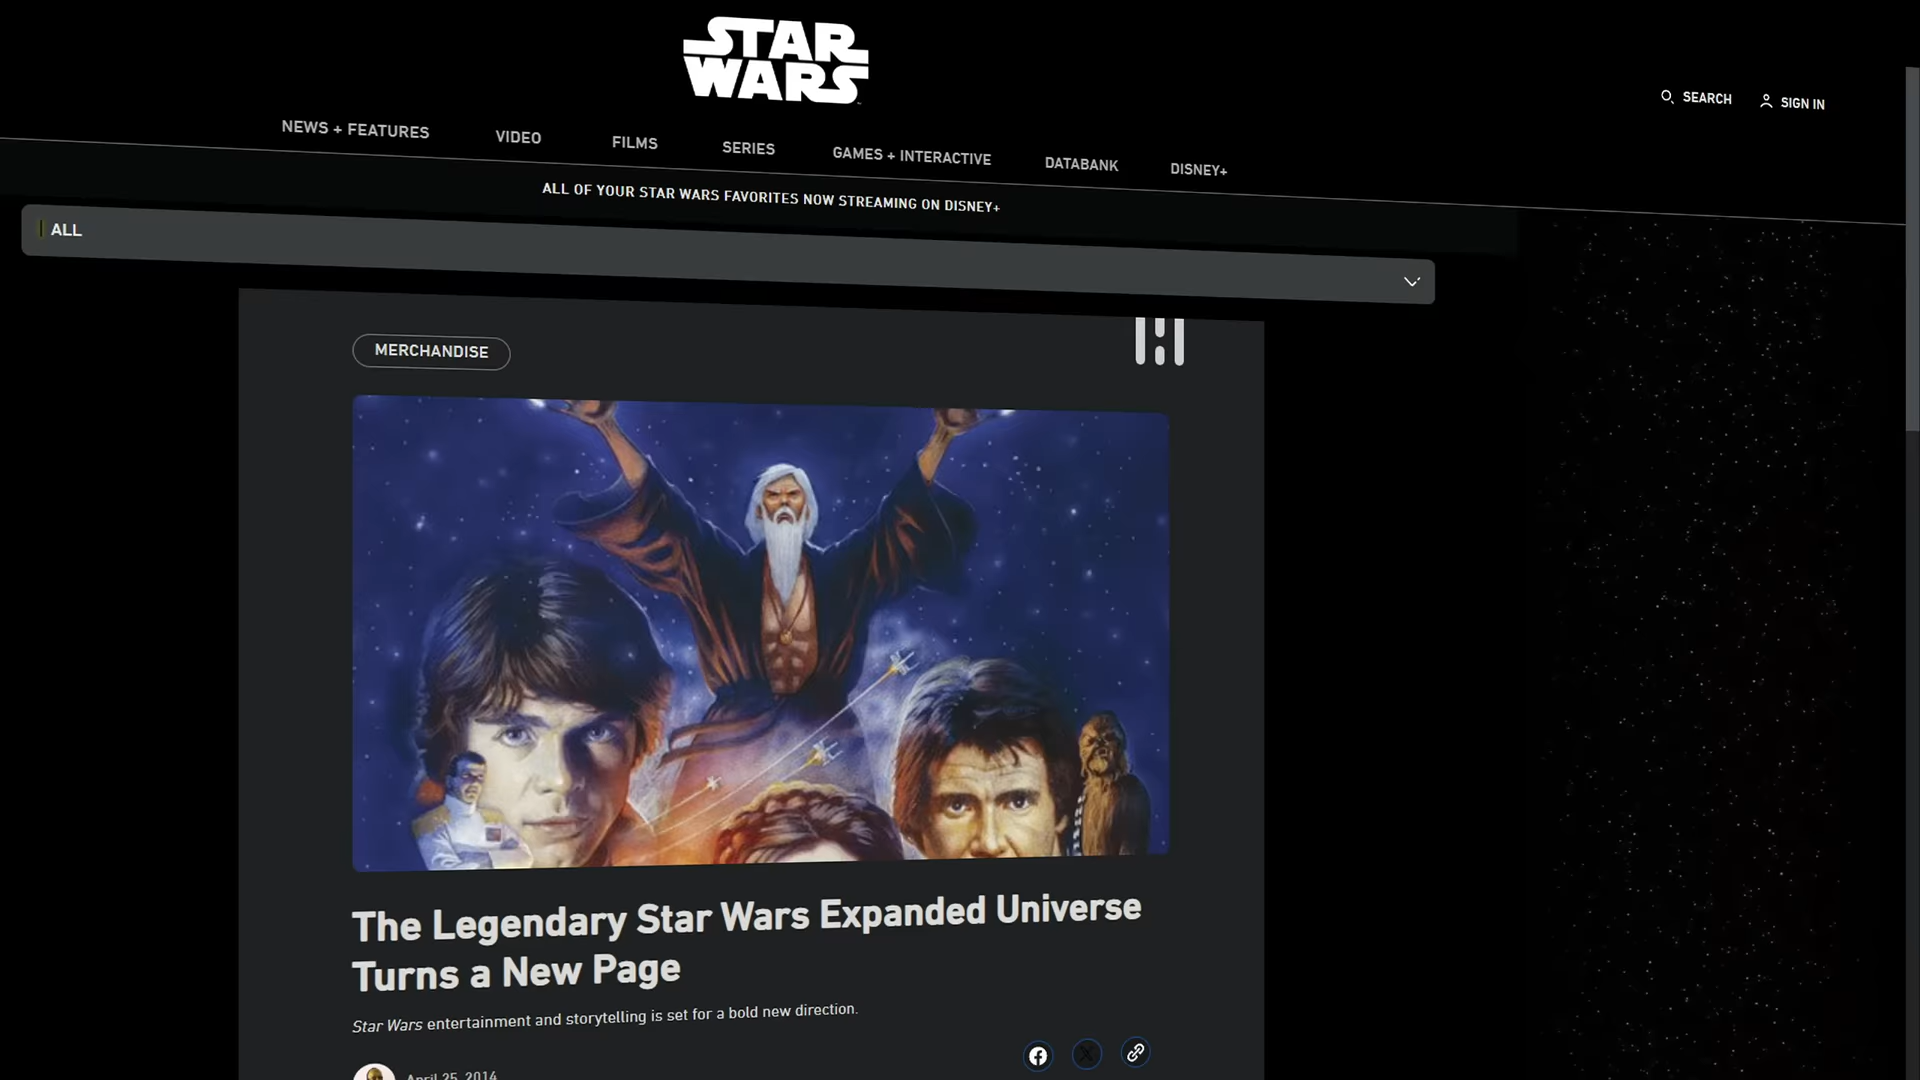 STAR
WARS
SEARCH
SIGN IN
NEWS + FEATURES
VIDEO
FILMS
SERIES
GAMES + INTERACTIVE
DATABANK
DISNEY+
ALL OF YOUR STAR WARS FAVORITES NOW STREAMING ON DISNEY+
ALL
MERCHANDISE
The Legendary Star Wars Expanded Universe
Turns a New Page
Star Wars entertainment and storytelling is set for a bold new direction.
April 25, 2014